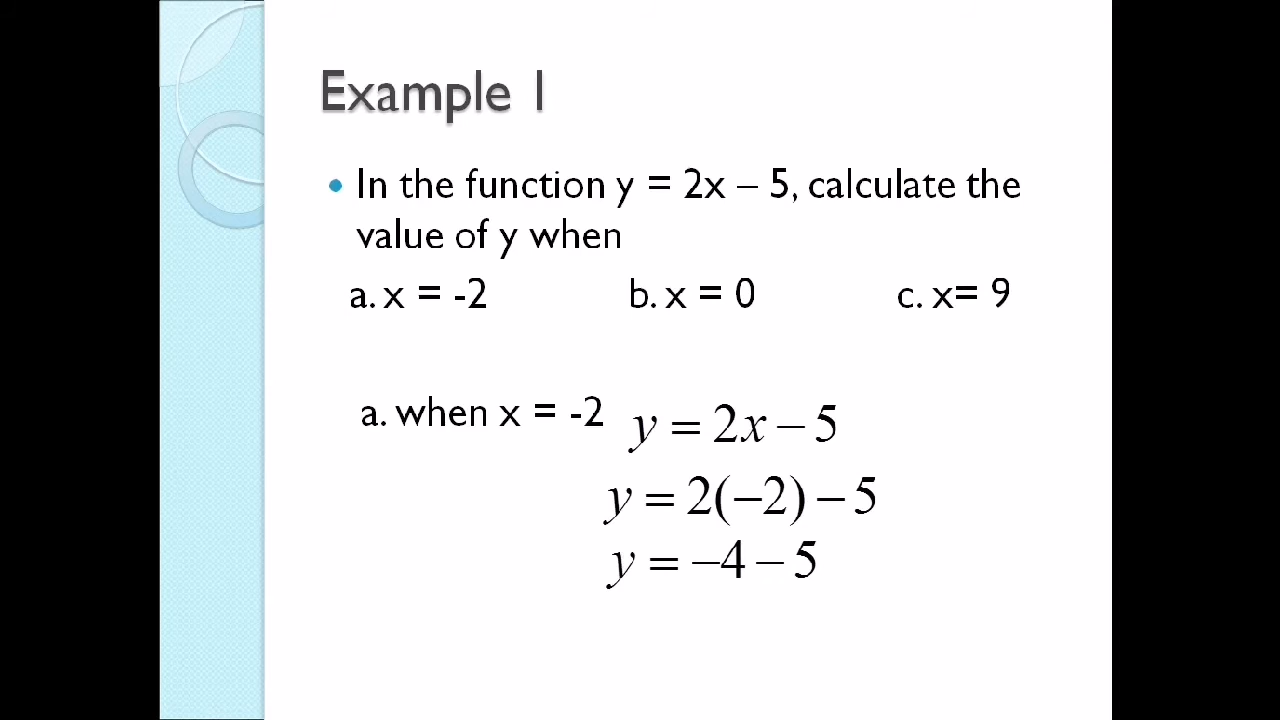 Example 1
• In the function y = 2x – 5, calculate the
value of y when
a. x = -2 b. x = 0 c. x= 9
a. when x = -2 y = 2x − 5
y = 2(−2) − 5
y = −4 − 5